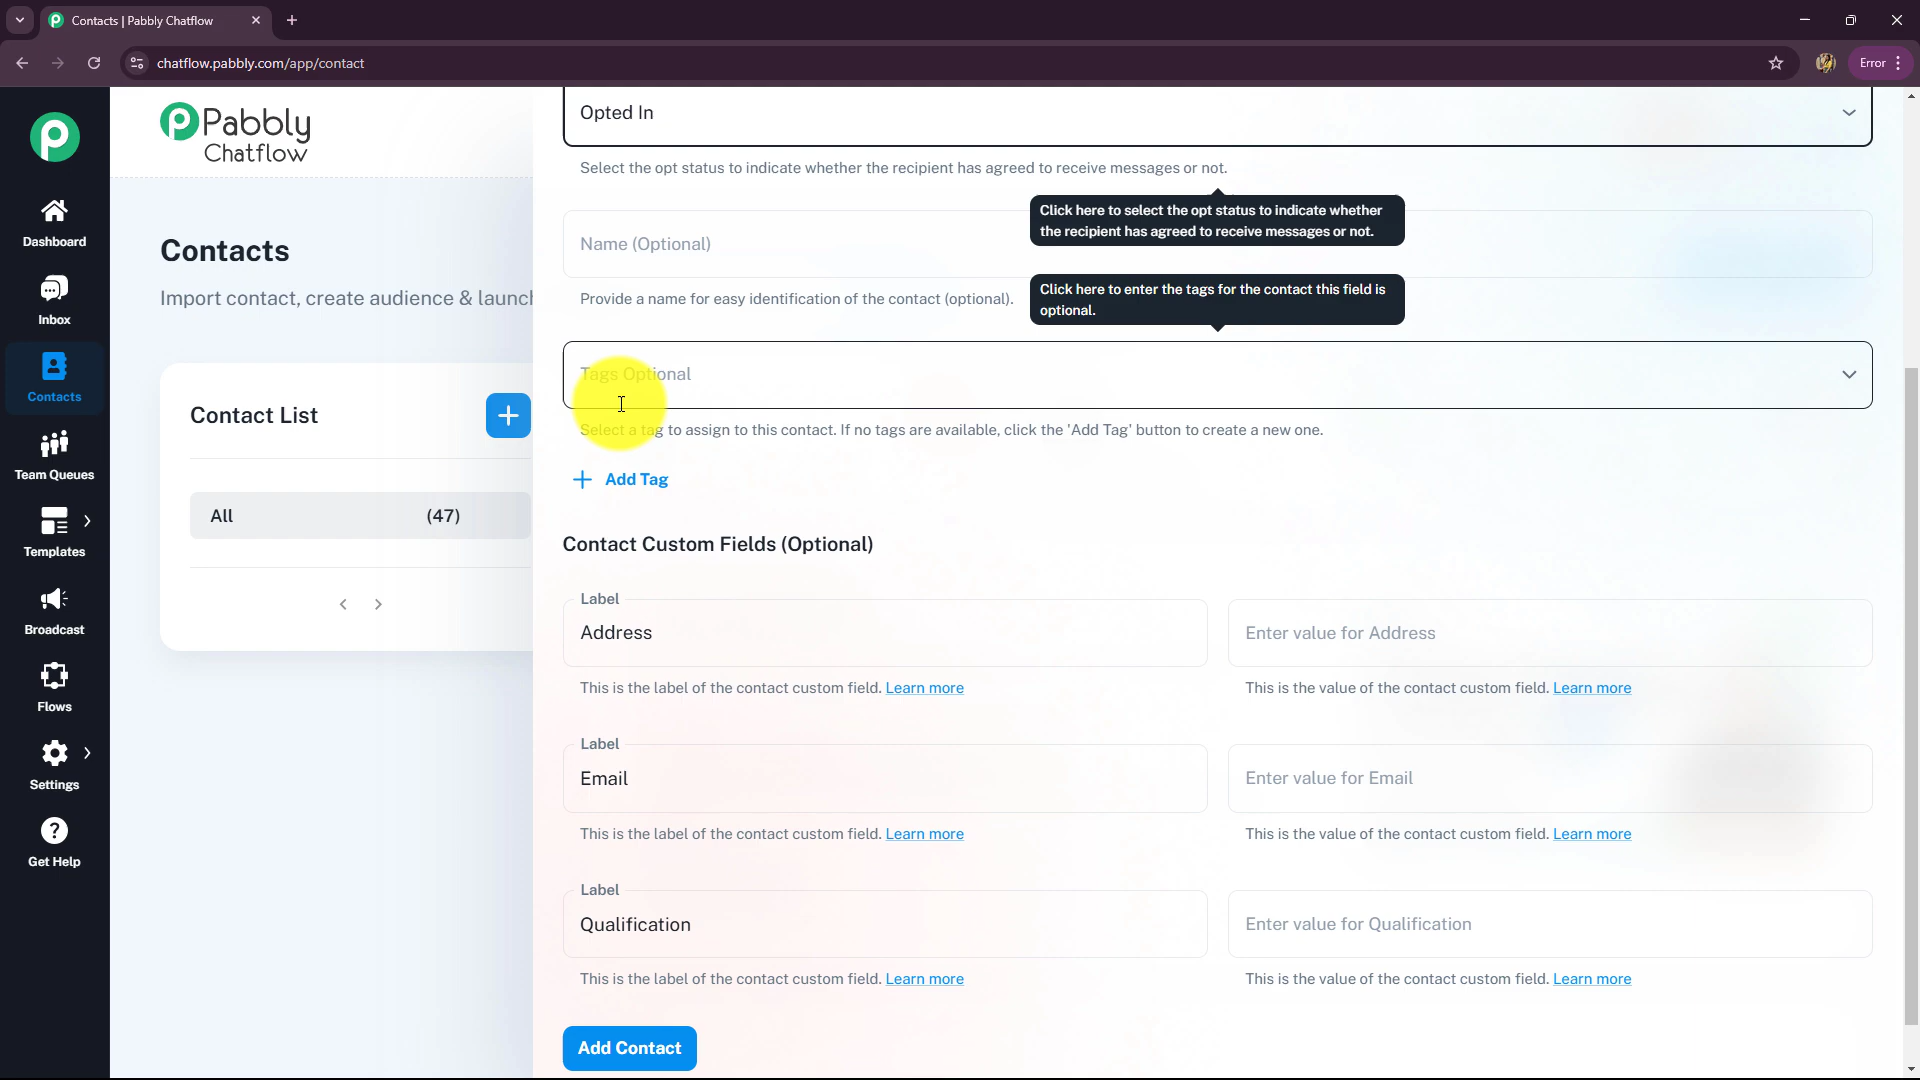 Contacts | Pabbly Chatflow
chatflow.pabbly.com/app/contact
Error
Dashboard
Inbox
Contacts
Team Queues
Templates
Broadcast
Flows
Settings
Get Help
Pabbly
Chatflow
Contacts
Import contact, create audience & launch
Contact List
All (47)
Opted In
Select the opt status to indicate whether the recipient has agreed to receive messages or not.
Click here to select the opt status to indicate whether
the recipient has agreed to receive messages or not.
Name (Optional)
Provide a name for easy identification of the contact (optional).
Click here to enter the tags for the contact this field is
optional.
Tags Optional
Select a tag to assign to this contact. If no tags are available, click the 'Add Tag' button to create a new one.
Add Tag
Contact Custom Fields (Optional)
Label
Address
Enter value for Address
This is the label of the contact custom field. Learn more
This is the value of the contact custom field. Learn more
Label
Email
Enter value for Email
This is the label of the contact custom field. Learn more
This is the value of the contact custom field. Learn more
Label
Qualification
Enter value for Qualification
This is the label of the contact custom field. Learn more
This is the value of the contact custom field. Learn more
Add Contact